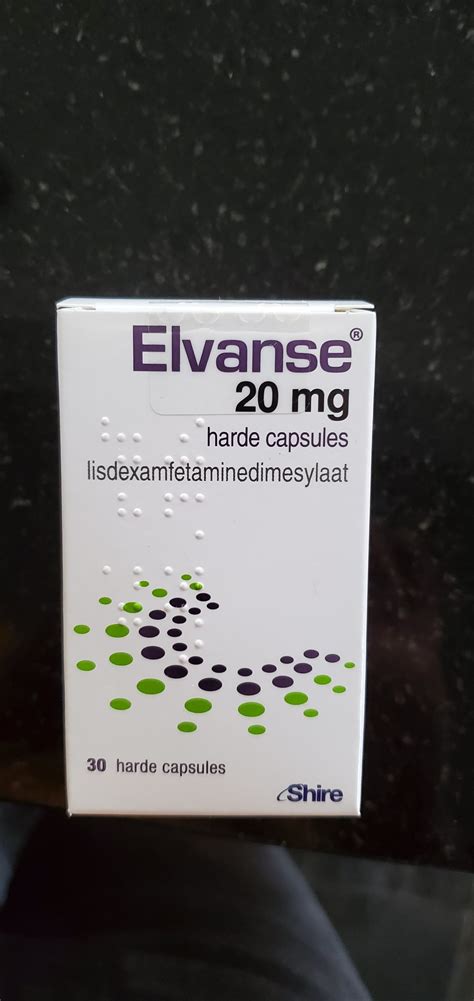 Elvanse®
20 mg
harde capsules
lisdexamfetaminedimesylaat
30 harde capsules
Shire